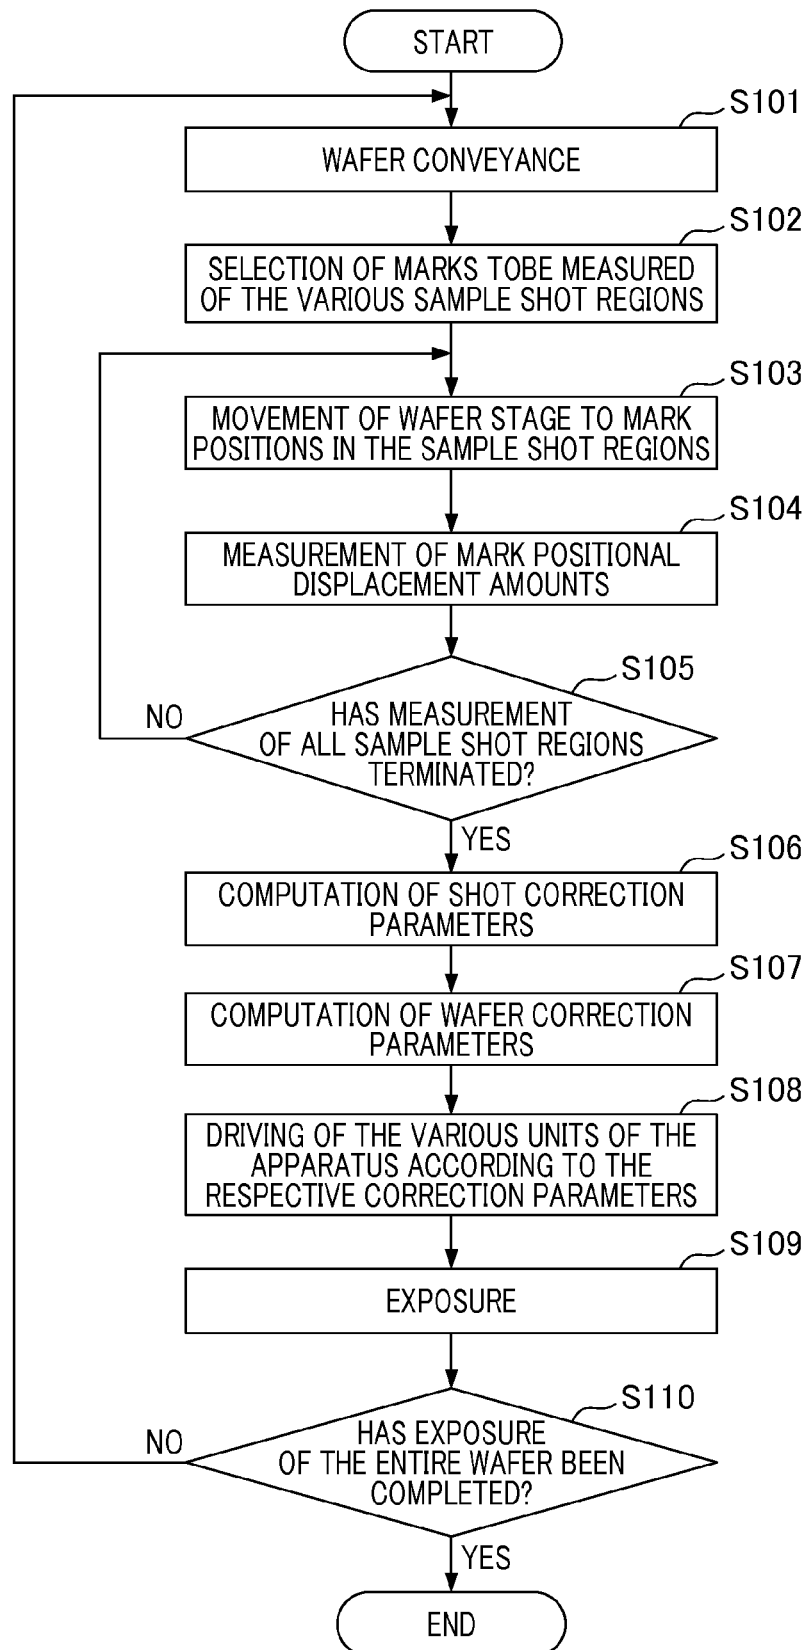 START
S101
WAFER CONVEYANCE
S102
SELECTION OF MARKS TOBE MEASURED
OF THE VARIOUS SAMPLE SHOT REGIONS
S103
MOVEMENT OF WAFER STAGE TO MARK
POSITIONS IN THE SAMPLE SHOT REGIONS
S104
MEASUREMENT OF MARK POSITIONAL
DISPLACEMENT AMOUNTS
S105
NO
HAS MEASUREMENT
OF ALL SAMPLE SHOT REGIONS
TERMINATED?
YES
S106
COMPUTATION OF SHOT CORRECTION
PARAMETERS
S107
COMPUTATION OF WAFER CORRECTION
PARAMETERS
S108
DRIVING OF THE VARIOUS UNITS OF THE
APPARATUS ACCORDING TO THE
RESPECTIVE CORRECTION PARAMETERS
S109
EXPOSURE
S110
NO
HAS EXPOSURE
OF THE ENTIRE WAFER BEEN
COMPLETED?
YES
END